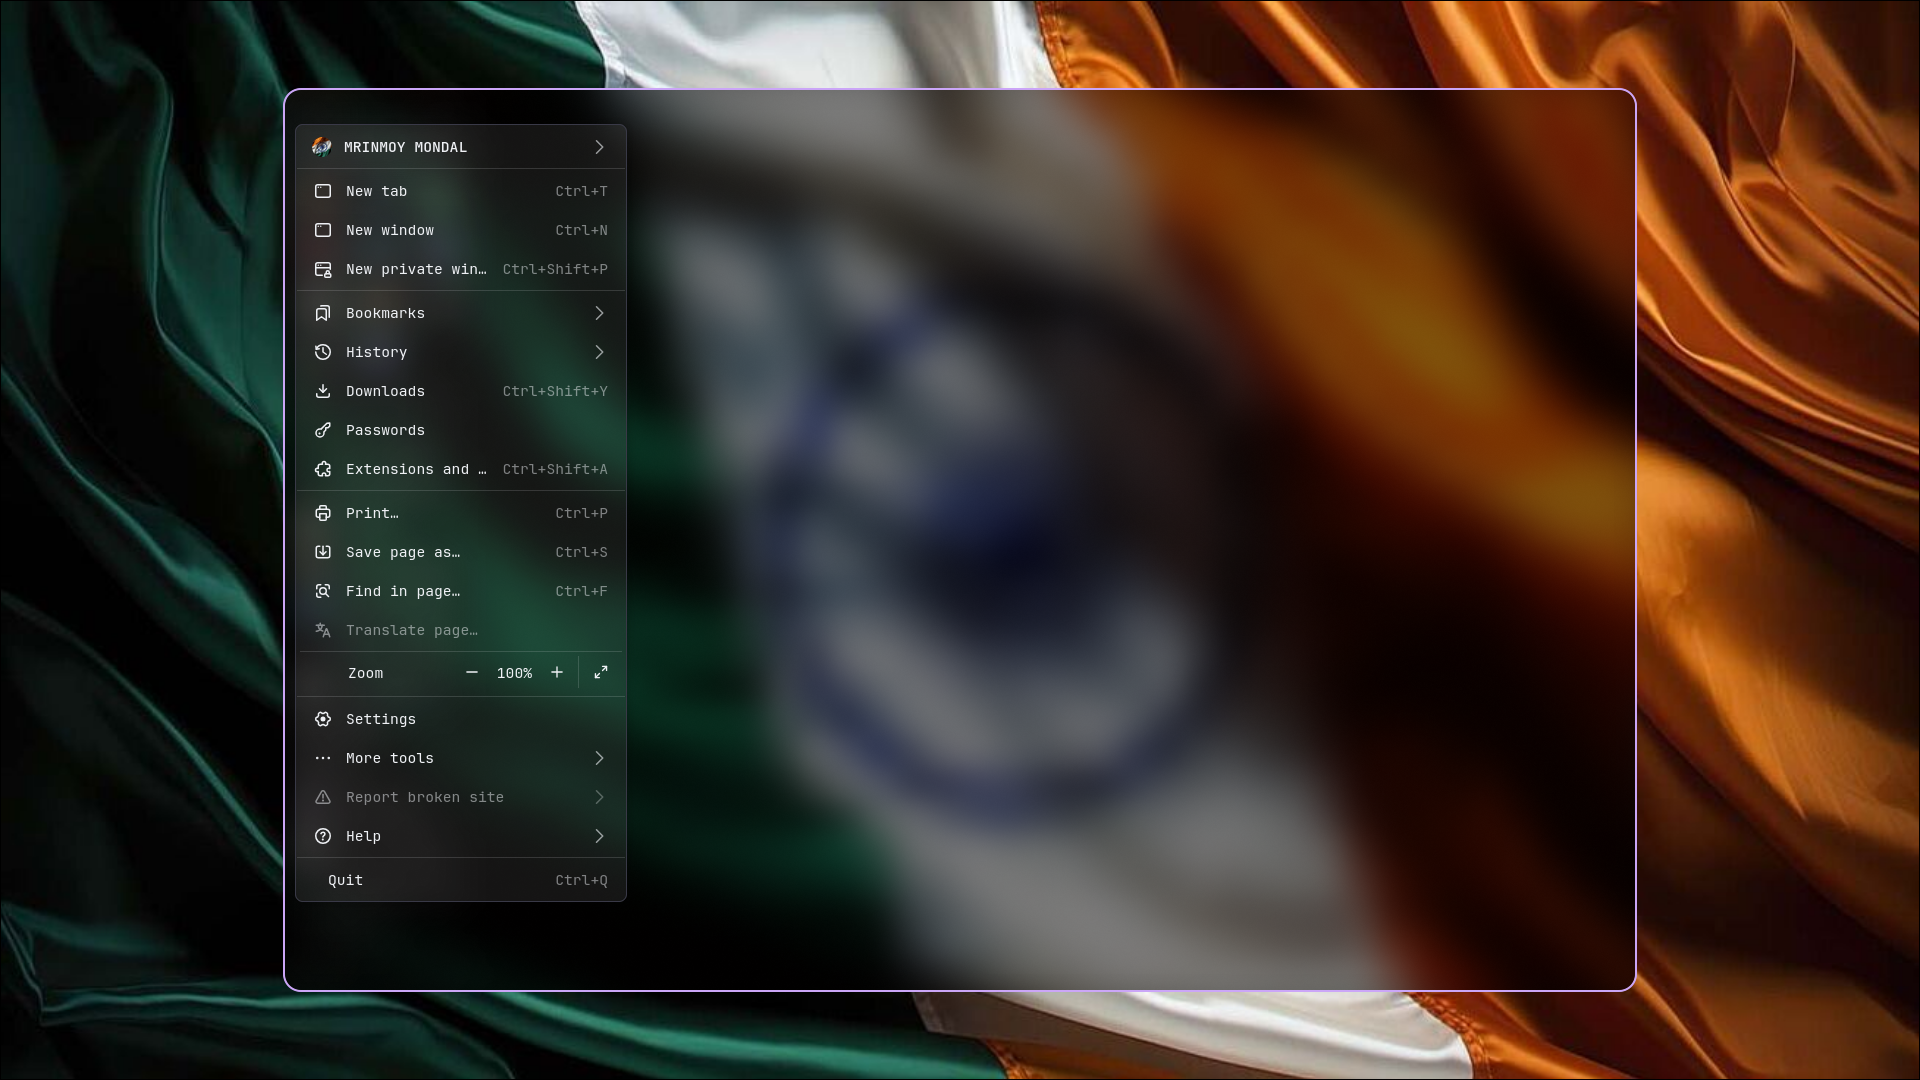 MRINMOY MONDAL
New tab Ctrl+T
New window Ctrl+N
New private win… Ctrl+Shift+P
Bookmarks
History
Downloads Ctrl+Shift+Y
Passwords
Extensions and … Ctrl+Shift+A
Print… Ctrl+P
Save page as… Ctrl+S
Find in page… Ctrl+F
Translate page…
Zoom − 100% +
Settings
More tools
Report broken site
Help
Quit Ctrl+Q